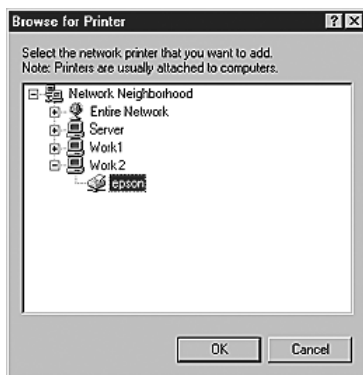 Browse for Printer
Select the network printer that you want to add.
Note: Printers are usually attached to computers.
Network Neighborhood
Entire Network
Server
Work1
Work2
epson
OK Cancel